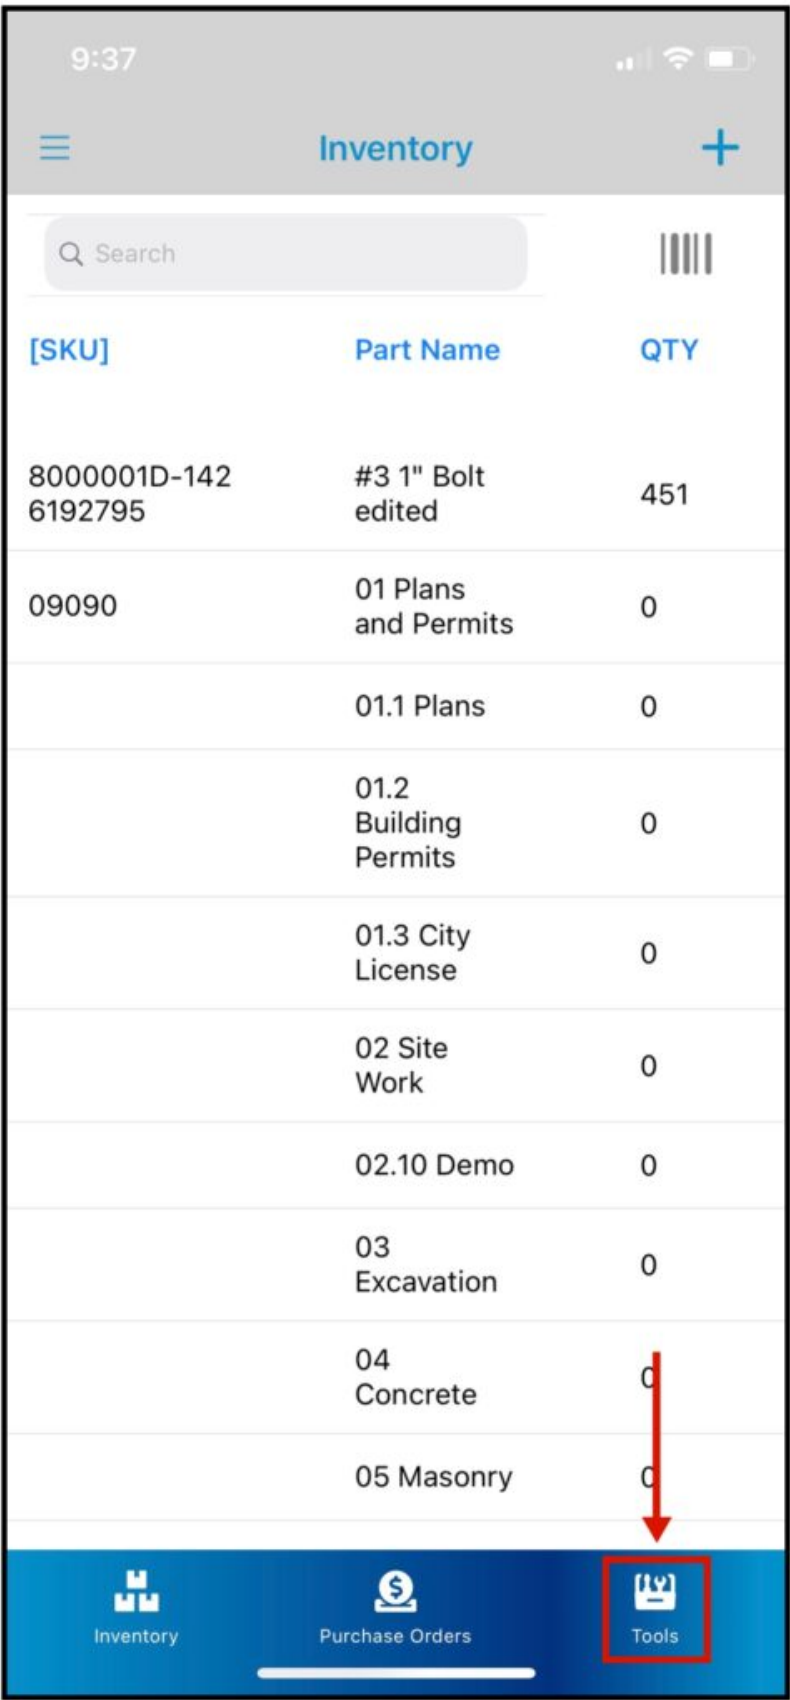 9:37
Inventory
Search
[SKU] Part Name QTY
8000001D-142
6192795
#3 1" Bolt
edited
451
09090
01 Plans
and Permits
0
01.1 Plans 0
01.2
Building
Permits
0
01.3 City
License
0
02 Site
Work
0
02.10 Demo 0
03
Excavation
0
04
Concrete
0
05 Masonry 0
Inventory Purchase Orders Tools